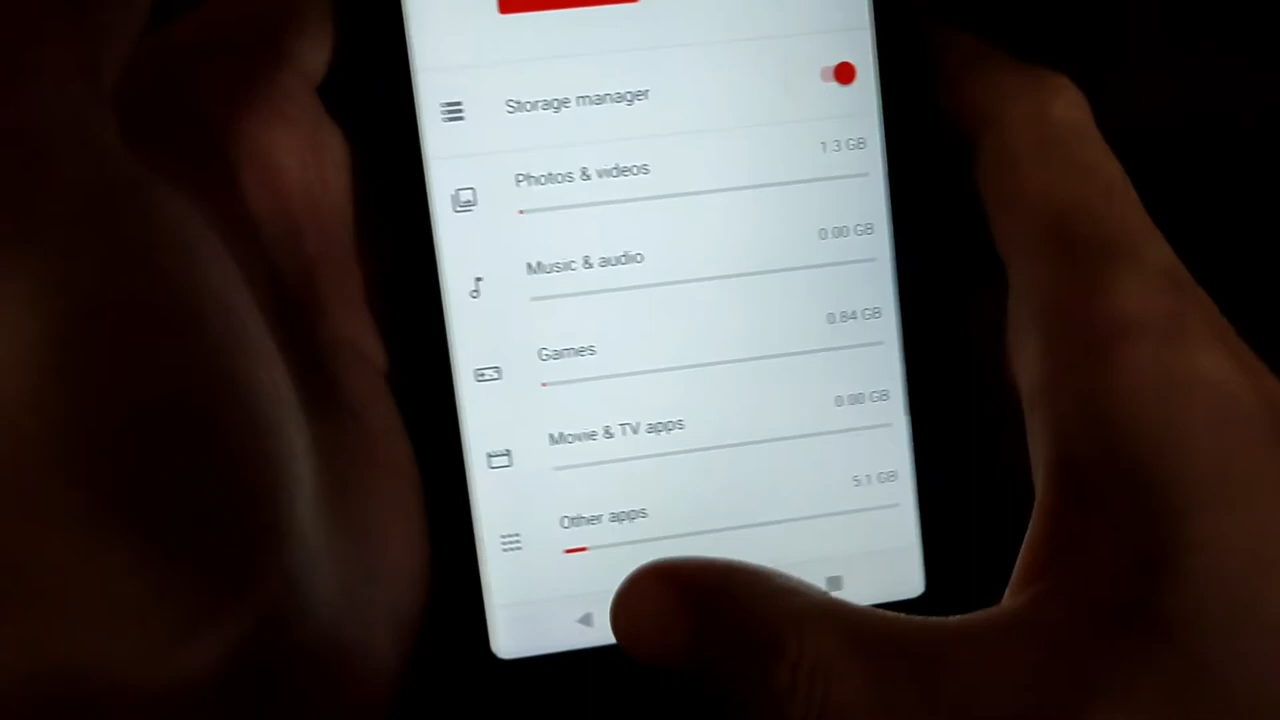 Storage manager
Photos & videos
1.3 GB
Music & audio
0.00 GB
Games
0.84 GB
Movie & TV apps
0.00 GB
Other apps
5.1 GB